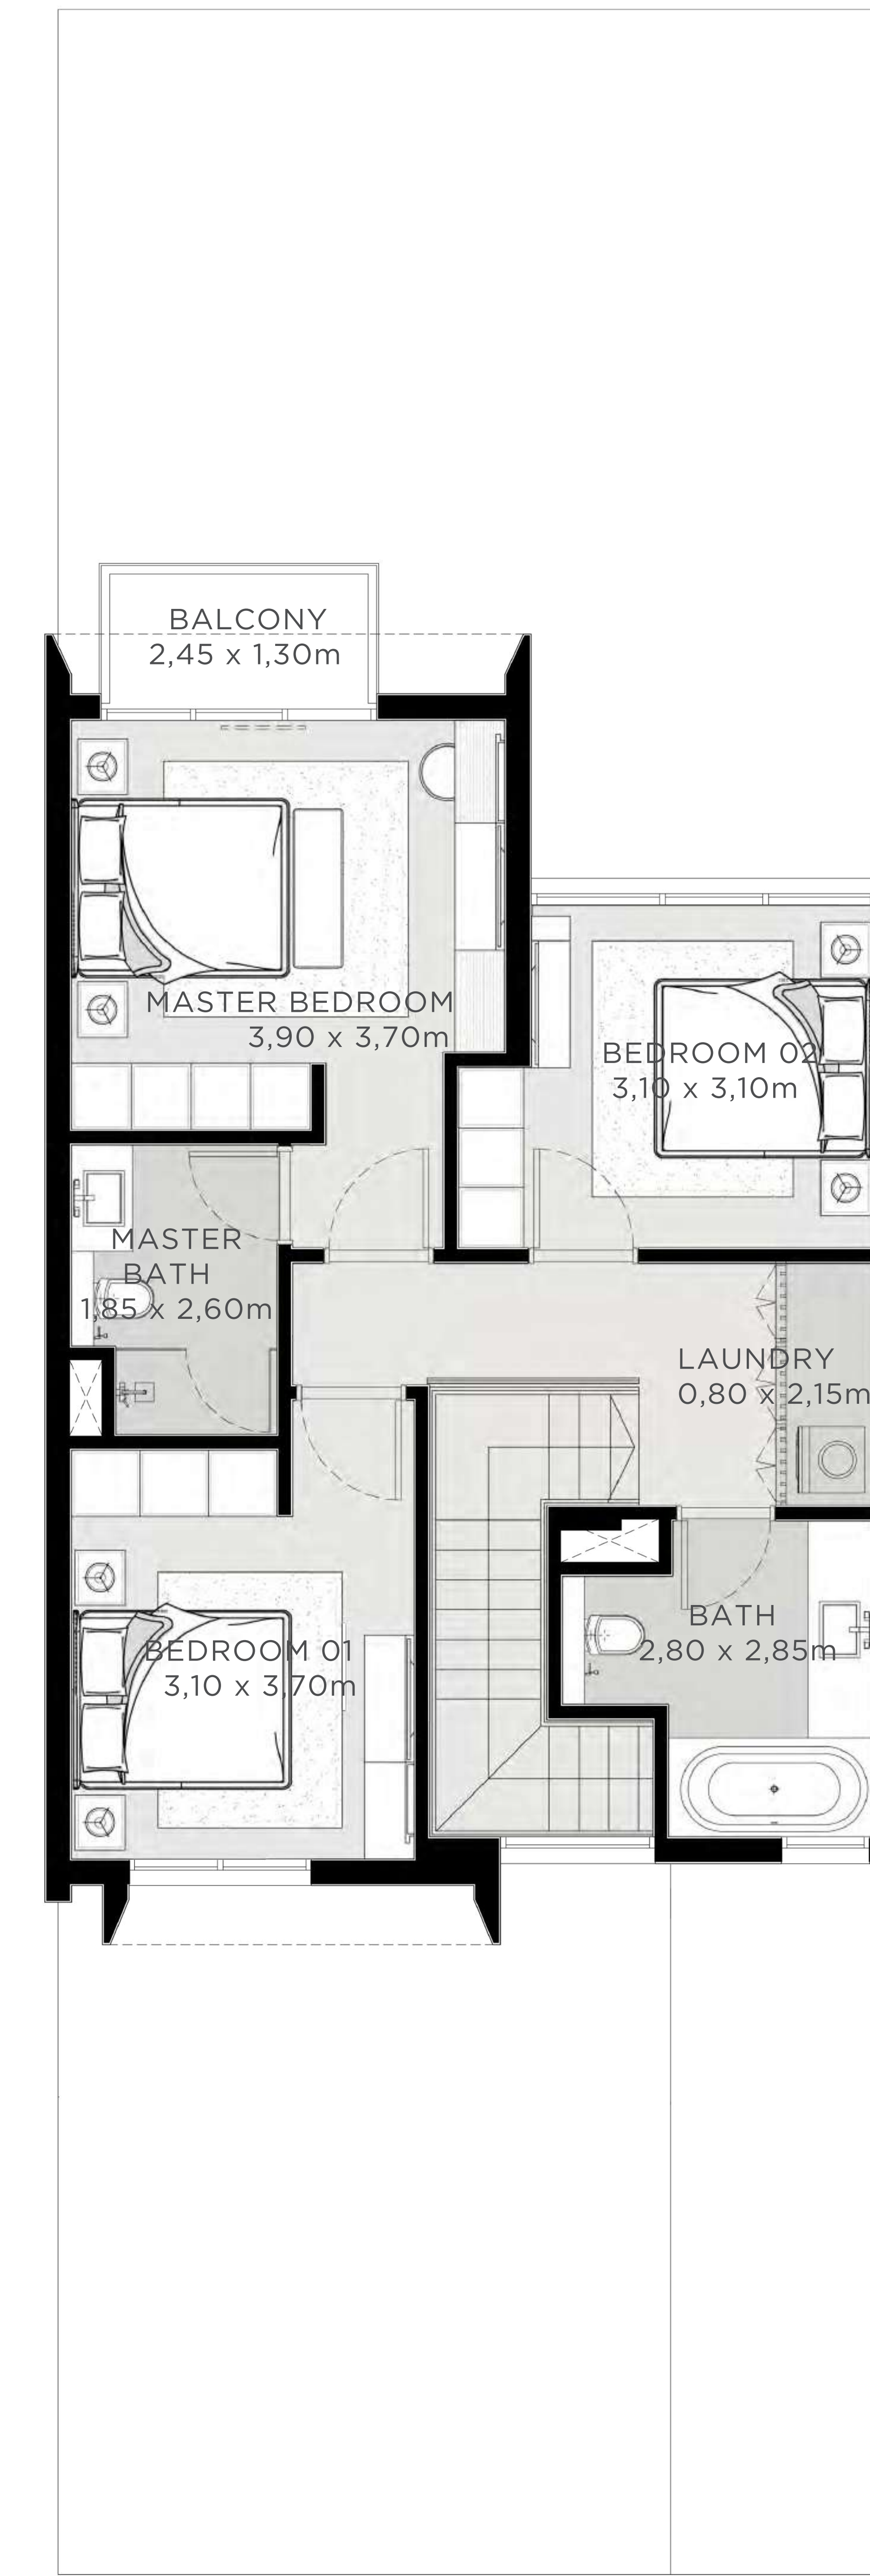 BALCONY
2,45 x 1,30m
MASTER BEDROOM
3,90 x 3,70m
BEDROOM 02
3,10 x 3,10m
MASTER
BATH
1,85 x 2,60m
LAUNDRY
0,80 x 2,15m
BATH
2,80 x 2,85m
BEDROOM 01
3,10 x 3,70m